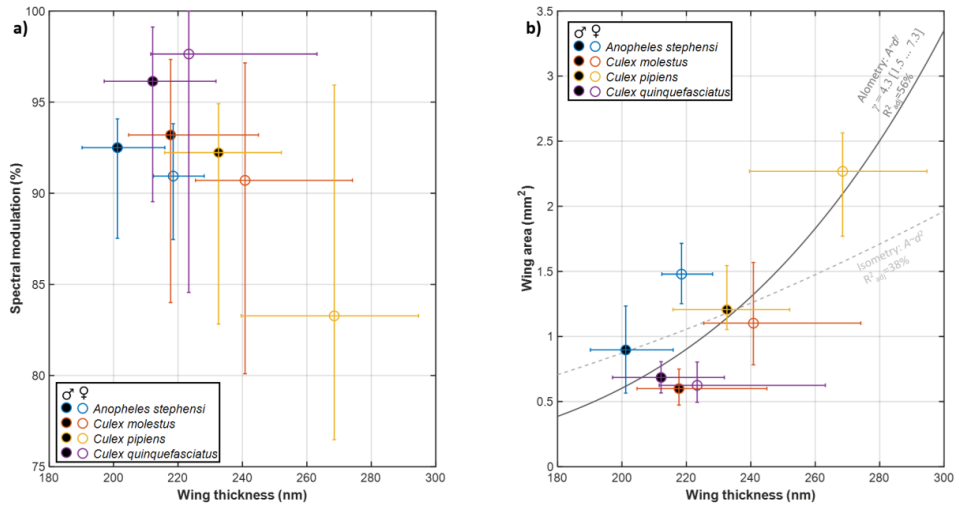 a)
100
95
90
85
80
75
Spectral modulation (%)
♂ ♀
Anopheles stephensi
Culex molestus
Culex pipiens
Culex quinquefasciatus
180 200 220 240 260 280 300
Wing thickness (nm)
b)
3.5
3
2.5
2
1.5
1
0.5
0
Wing area (mm²)
♂ ♀
Anopheles stephensi
Culex molestus
Culex pipiens
Culex quinquefasciatus
Alometry: A~dˠ
γ = 4.3 [1.5 ... 7.3]
R²adj=56%
Isometry: A~d²
R²adj=38%
180 200 220 240 260 280 300
Wing thickness (nm)